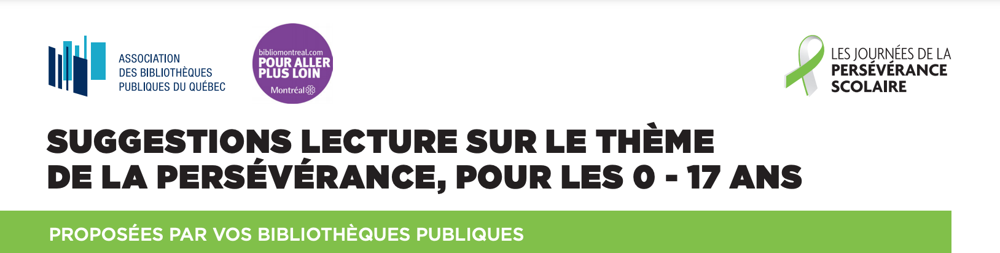 ASSOCIATION
DES BIBLIOTHÈQUES
PUBLIQUES DU QUÉBEC
bibliomontreal.com
POUR ALLER
PLUS LOIN
Montréal
LES JOURNÉES DE LA
PERSÉVÉRANCE
SCOLAIRE
SUGGESTIONS LECTURE SUR LE THÈME
DE LA PERSÉVÉRANCE, POUR LES 0 - 17 ANS
PROPOSÉES PAR VOS BIBLIOTHÈQUES PUBLIQUES